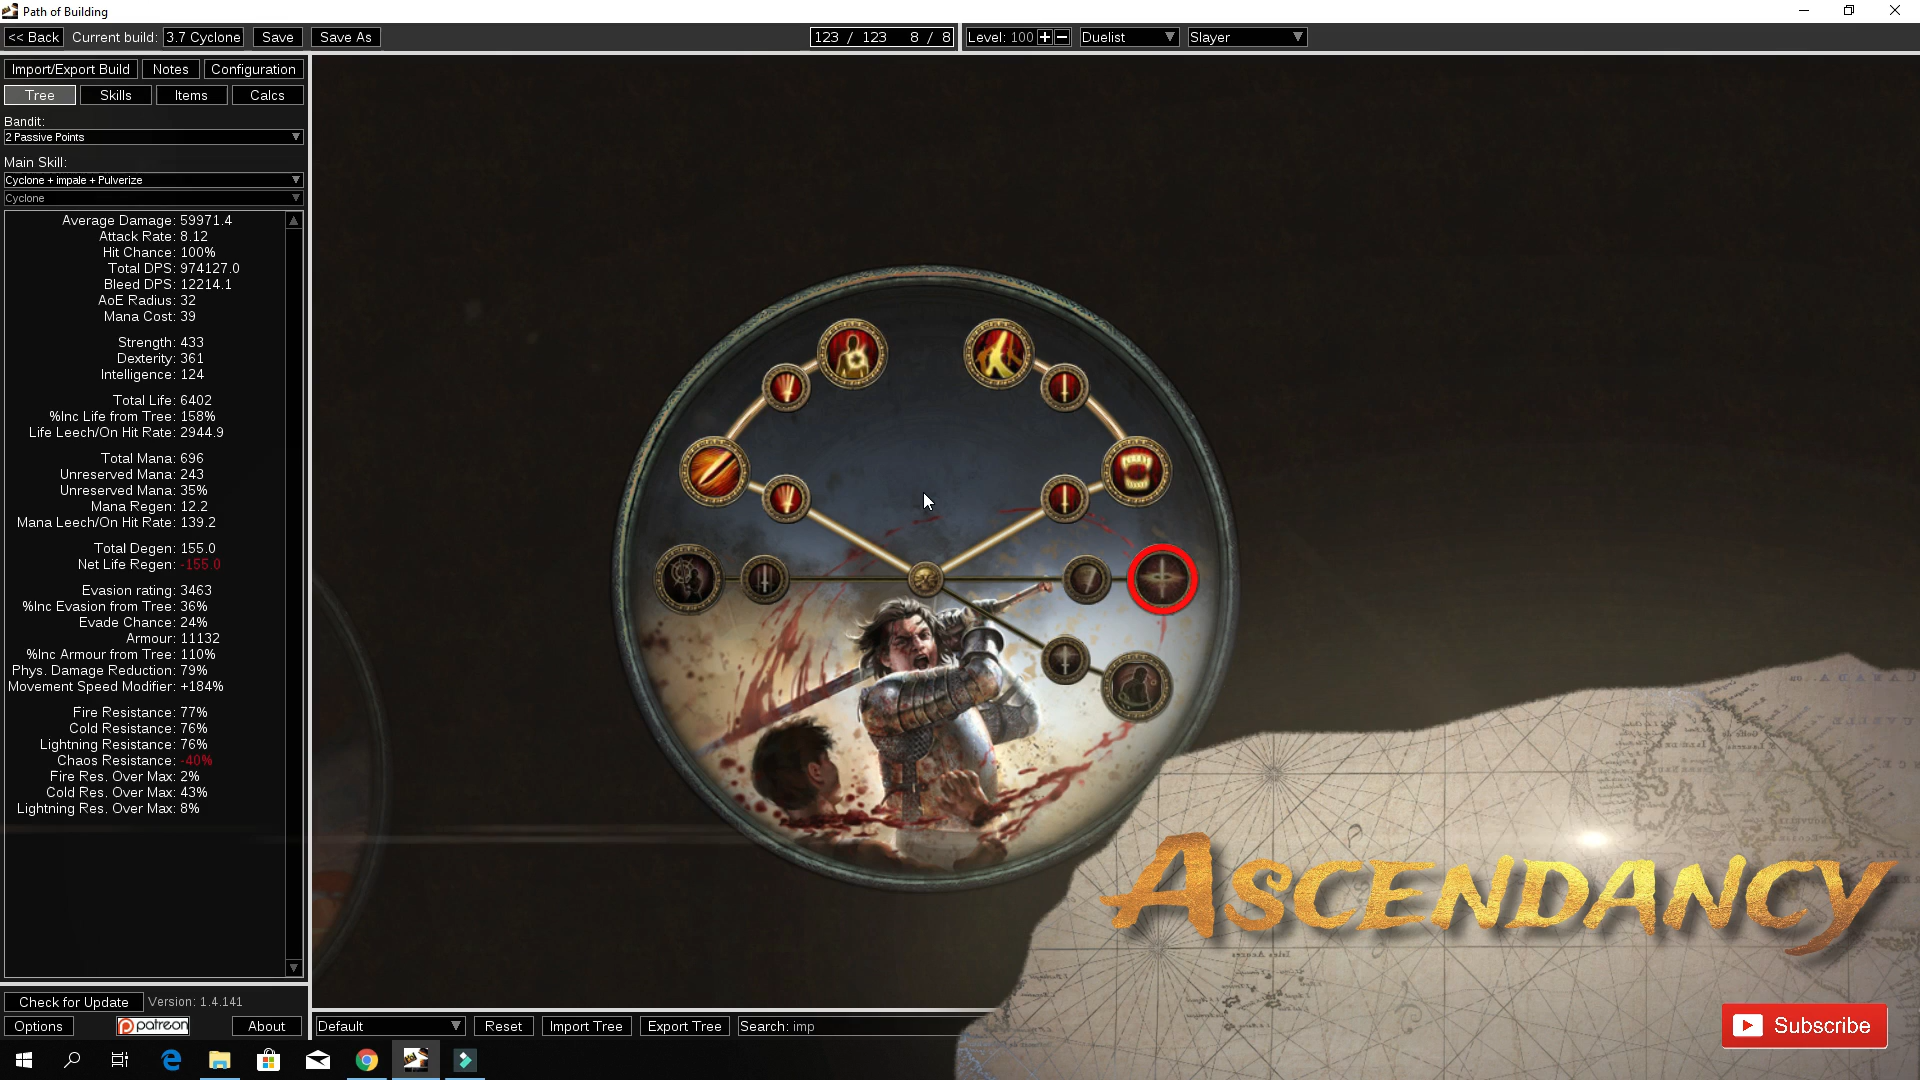 Path of Building
<< Back Current build: 3.7 Cyclone Save Save As 123 / 123 8 / 8 Level: 100 Duelist Slayer
Import/Export Build Notes Configuration
Tree Skills Items Calcs
Bandit:
2 Passive Points
Main Skill:
Cyclone + impale + Pulverize
Cyclone
Average Damage: 59971.4
Attack Rate: 8.12
Hit Chance: 100%
Total DPS: 974127.0
Bleed DPS: 12214.1
AoE Radius: 32
Mana Cost: 39
Strength: 433
Dexterity: 361
Intelligence: 124
Total Life: 6402
%Inc Life from Tree: 158%
Life Leech/On Hit Rate: 2944.9
Total Mana: 696
Unreserved Mana: 243
Unreserved Mana: 35%
Mana Regen: 12.2
Mana Leech/On Hit Rate: 139.2
Total Degen: 155.0
Net Life Regen: -155.0
Evasion rating: 3463
%Inc Evasion from Tree: 36%
Evade Chance: 24%
Armour: 11132
%Inc Armour from Tree: 110%
Phys. Damage Reduction: 79%
Movement Speed Modifier: +184%
Fire Resistance: 77%
Cold Resistance: 76%
Lightning Resistance: 76%
Chaos Resistance: -40%
Fire Res. Over Max: 2%
Cold Res. Over Max: 43%
Lightning Res. Over Max: 8%
ASCENDANCY
Check for Update Version: 1.4.141
Options patreon About Default Reset Import Tree Export Tree Search: imp
Subscribe